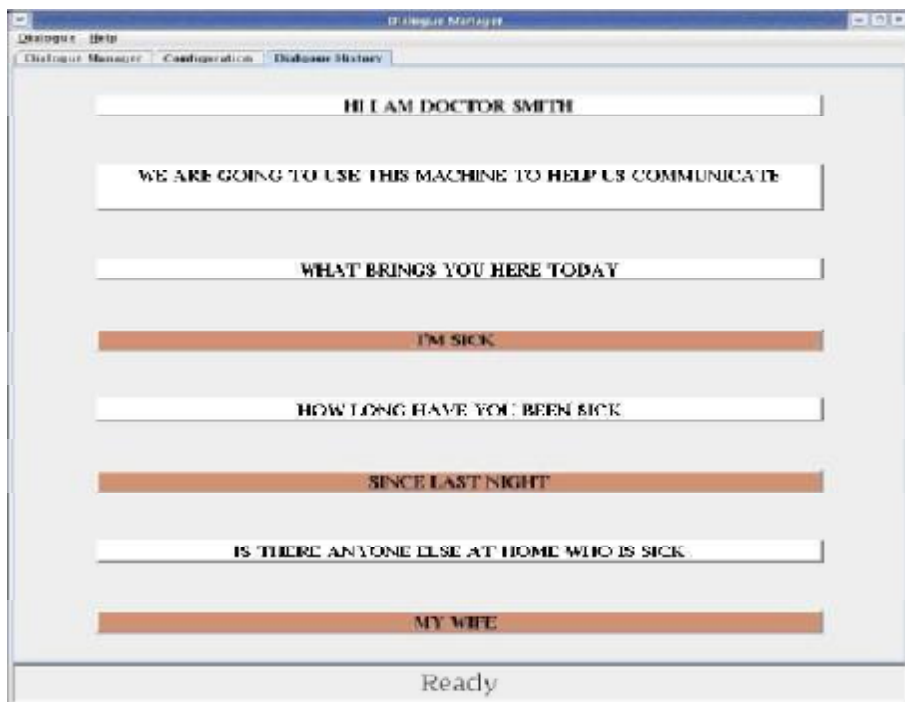 Dialogue Manager
Dialogue Help
Dialogue Manager Configuration Dialogue History
HI I AM DOCTOR SMITH
WE ARE GOING TO USE THIS MACHINE TO HELP US COMMUNICATE
WHAT BRINGS YOU HERE TODAY
I'M SICK
HOW LONG HAVE YOU BEEN SICK
SINCE LAST NIGHT
IS THERE ANYONE ELSE AT HOME WHO IS SICK
MY WIFE
Ready